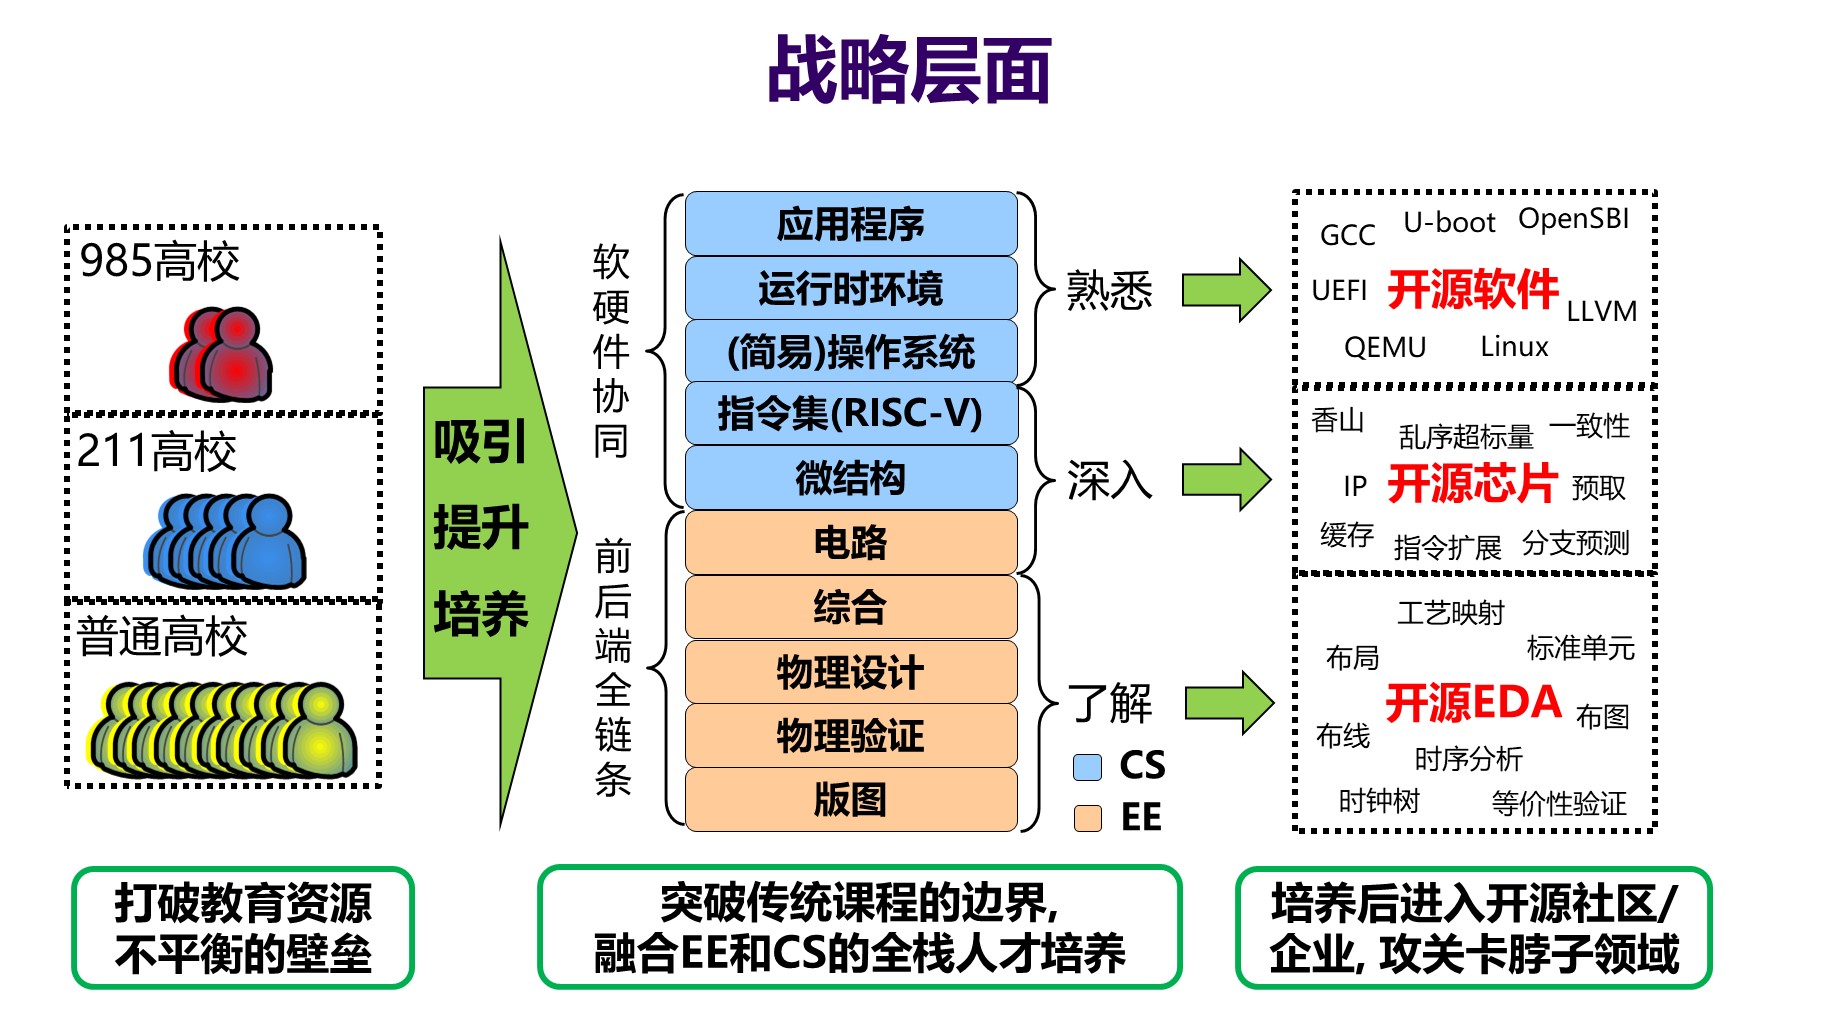 战略层面
985高校
211高校
普通高校
吸引
提升
培养
软硬件协同
前后端全链条
应用程序
运行时环境
(简易)操作系统
指令集(RISC-V)
微结构
电路
综合
物理设计
物理验证
版图
熟悉
深入
了解
CS
EE
GCC
U-boot
OpenSBI
UEFI
开源软件
LLVM
QEMU
Linux
香山
乱序超标量
一致性
IP
开源芯片
预取
缓存
指令扩展
分支预测
工艺映射
布局
标准单元
开源EDA
布图
布线
时序分析
时钟树
等价性验证
打破教育资源
不平衡的壁垒
突破传统课程的边界,
融合EE和CS的全栈人才培养
培养后进入开源社区/
企业, 攻关卡脖子领域